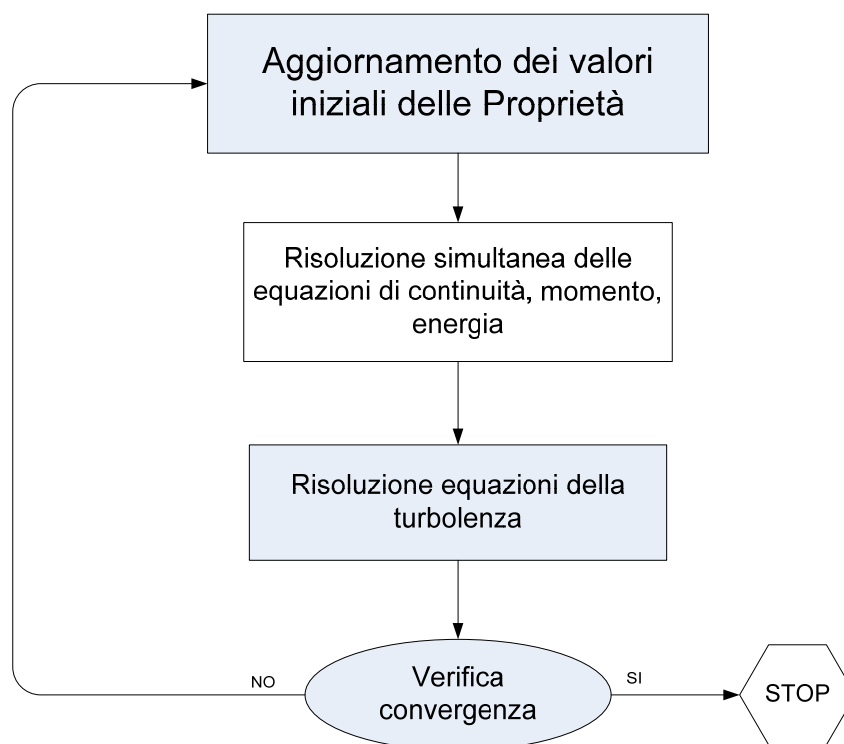 Aggiornamento dei valori
iniziali delle Proprietà
Risoluzione simultanea delle
equazioni di continuità, momento,
energia
Risoluzione equazioni della
turbolenza
Verifica
convergenza
NO
SI
STOP